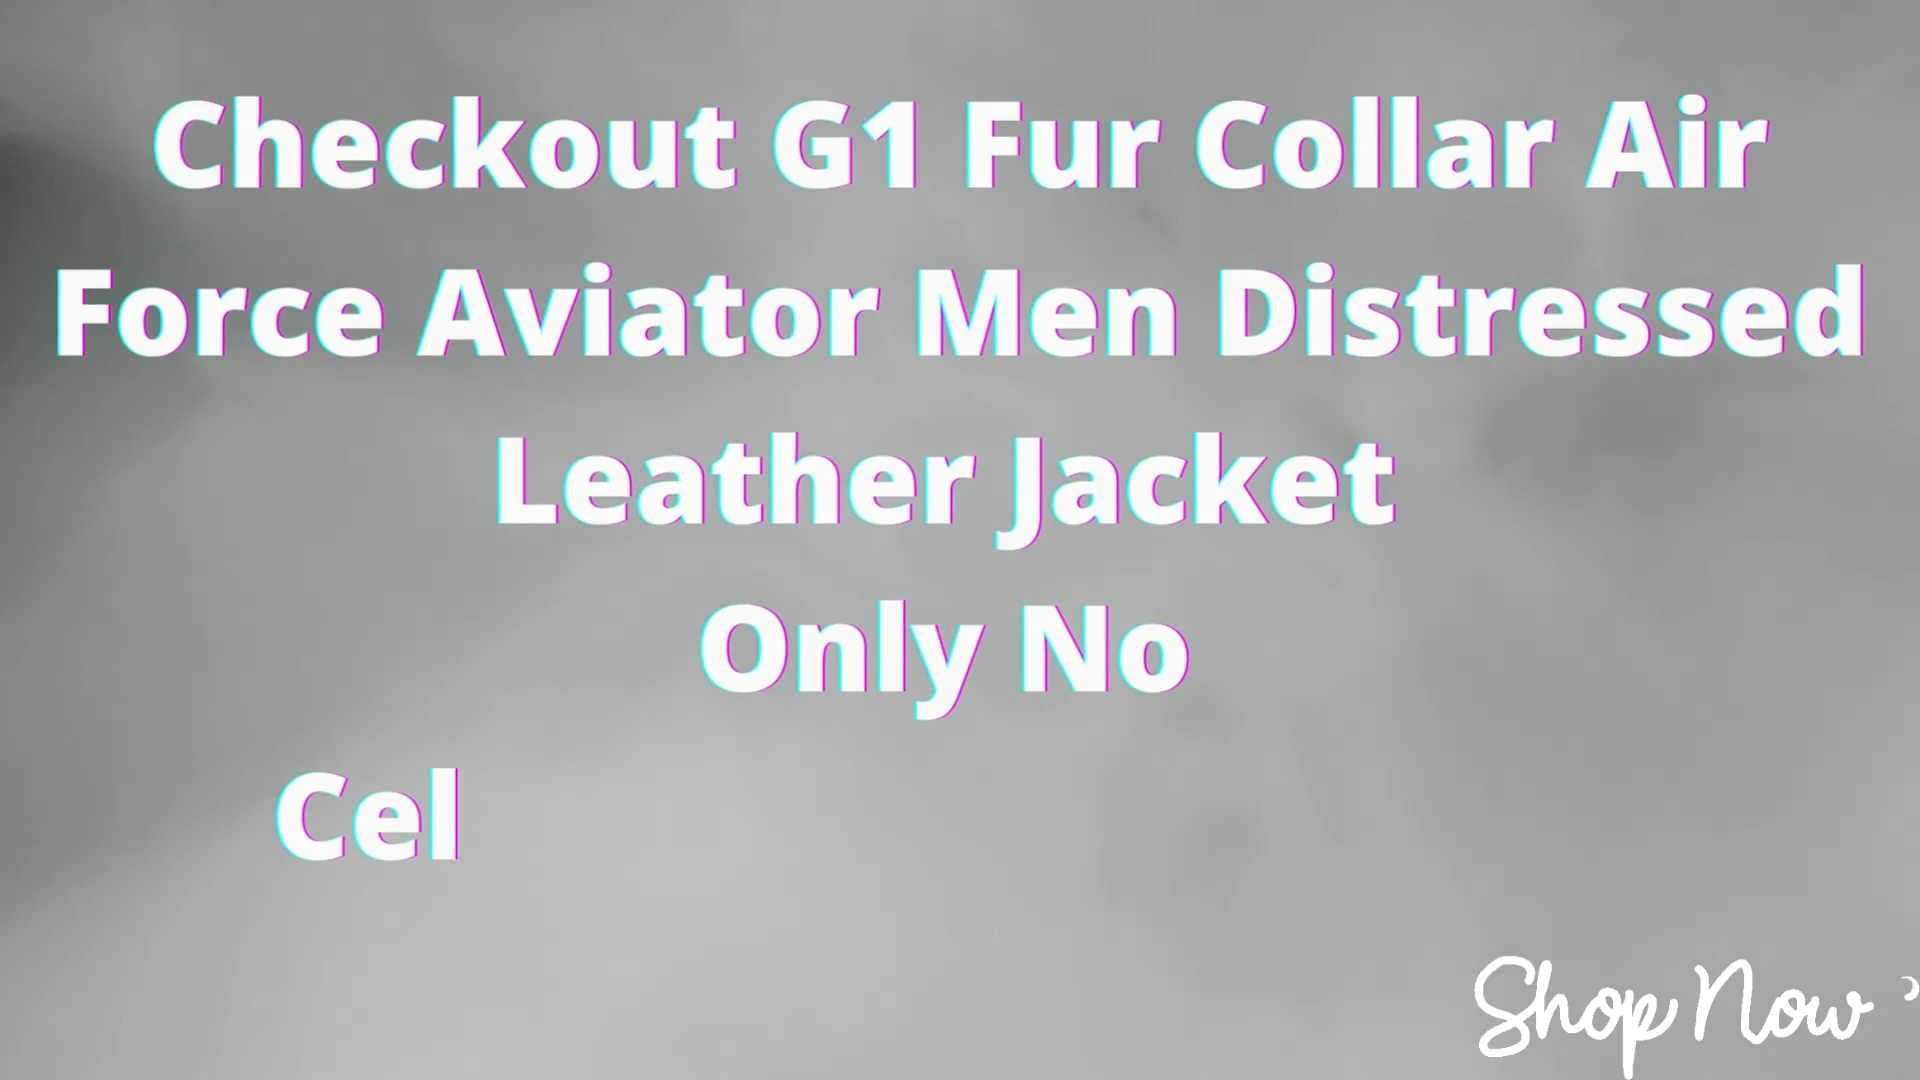 Checkout G1 Fur Collar Air
Force Aviator Men Distressed
Leather Jacket
Only No
Cel
Shop Now